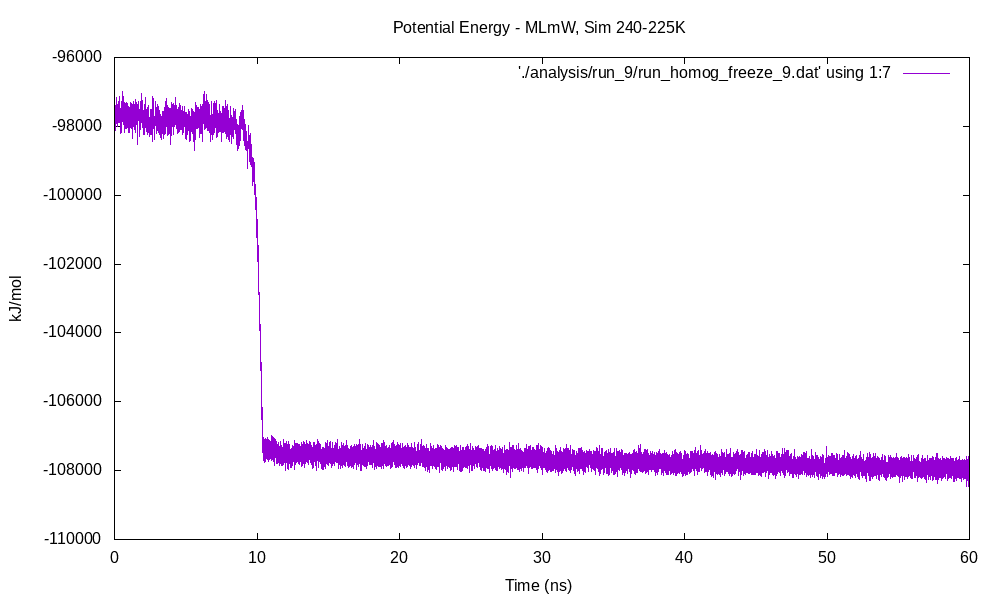 Potential Energy - MLmW, Sim 240-225K
'./analysis/run_9/run_homog_freeze_9.dat' using 1:7
-96000
-98000
-100000
-102000
-104000
-106000
-108000
-110000
kJ/mol
0 10 20 30 40 50 60
Time (ns)